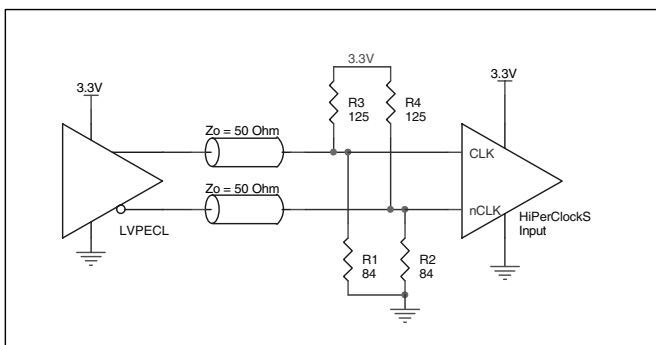 3.3V
3.3V
3.3V
R3
125
R4
125
Zo = 50 Ohm
CLK
Zo = 50 Ohm
nCLK
HiPerClockS
Input
LVPECL
R1
84
R2
84